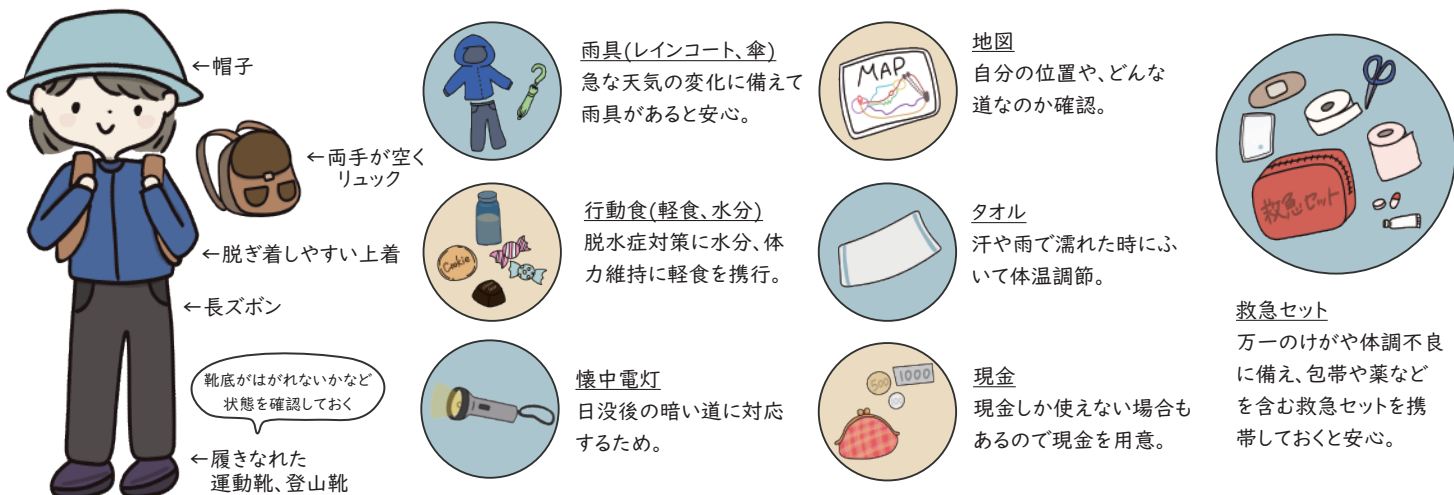 ←帽子
←両手が空く
リュック
←脱ぎ着しやすい上着
←長ズボン
靴底がはがれないかなど
状態を確認しておく
←履きなれた
運動靴、登山靴
雨具(レインコート、傘)
急な天気の変化に備えて
雨具があると安心。
行動食(軽食、水分)
脱水症対策に水分、体
力維持に軽食を携行。
Cookie
懐中電灯
日没後の暗い道に対応
するため。
MAP
地図
自分の位置や、どんな
道なのか確認。
タオル
汗や雨で濡れた時にふ
いて体温調節。
500
1000
100
現金
現金しか使えない場合も
あるので現金を用意。
救急セット
救急セット
万一のけがや体調不良
に備え、包帯や薬など
を含む救急セットを携
帯しておくと安心。